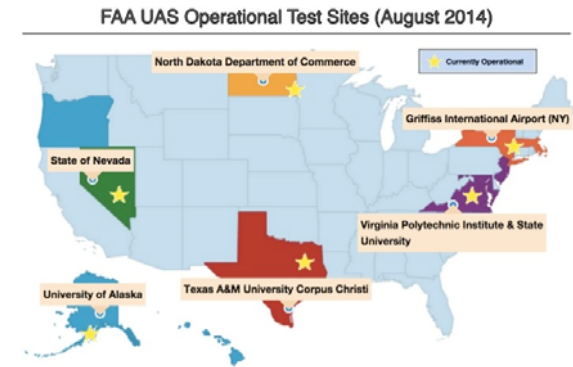 FAA UAS Operational Test Sites (August 2014)
North Dakota Department of Commerce
Currently Operational
Griffiss International Airport (NY)
State of Nevada
Virginia Polytechnic Institute & State
University
University of Alaska
Texas A&M University Corpus Christi